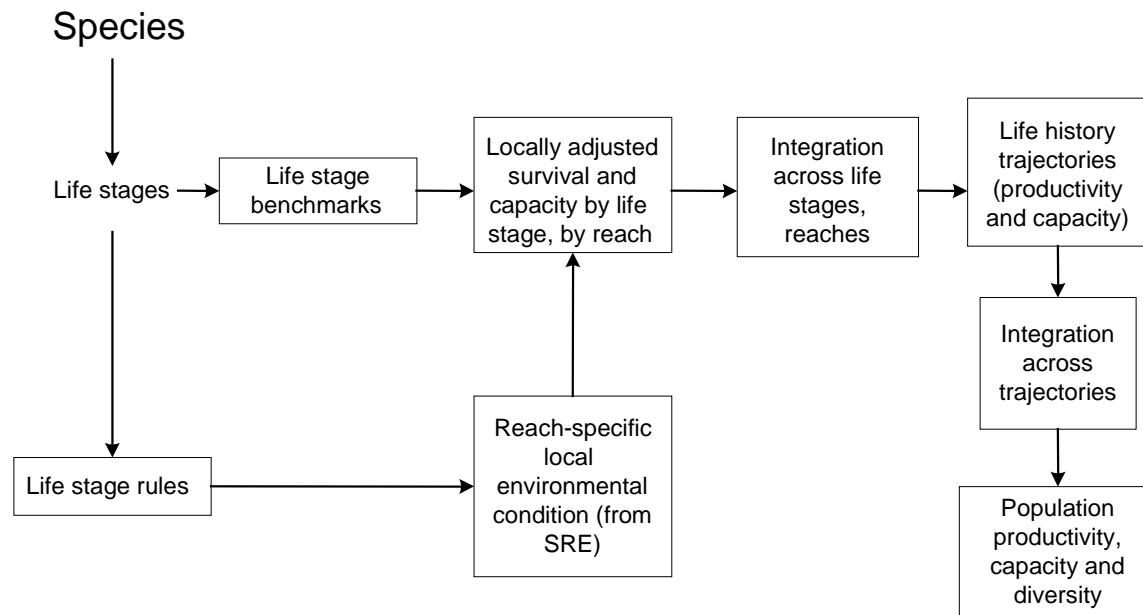 Species
Life stages
Life stage
benchmarks
Locally adjusted
survival and
capacity by life
stage, by reach
Integration
across life
stages,
reaches
Life history
trajectories
(productivity
and capacity)
Integration
across
trajectories
Life stage rules
Reach-specific
local
environmental
condition (from
SRE)
Population
productivity,
capacity and
diversity